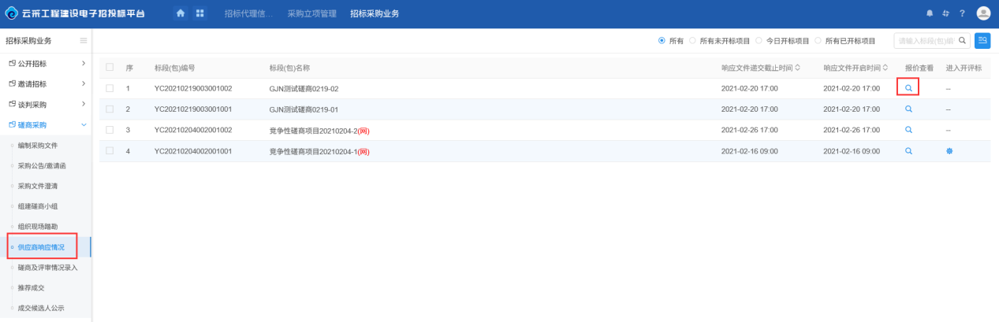 云采工程建设电子招投标平台 招标代理信... 采购立项管理 招标采购业务 ?
招标采购业务
所有 所有未开标项目 今日开标项目 所有已开标项目 请输入标段(包)编
公开招标
邀请招标
谈判采购
磋商采购
编制采购文件
采购公告/邀请函
采购文件澄清
组建磋商小组
组织现场踏勘
供应商响应情况
磋商及评审情况录入
推荐成交
成交候选人公示
序 标段(包)编号 标段(包)名称 响应文件递交截止时间 响应文件开启时间 报价查看 进入开评标
1 YC20210219003001002 GJN测试磋商0219-02 2021-02-20 17:00 2021-02-20 17:00 --
2 YC20210219003001001 GJN测试磋商0219-01 2021-02-20 17:00 2021-02-20 17:00 --
3 YC20210204002001002 竞争性磋商项目20210204-2(网) 2021-02-26 17:00 2021-02-26 17:00 --
4 YC20210204002001001 竞争性磋商项目20210204-1(网) 2021-02-16 09:00 2021-02-16 09:00